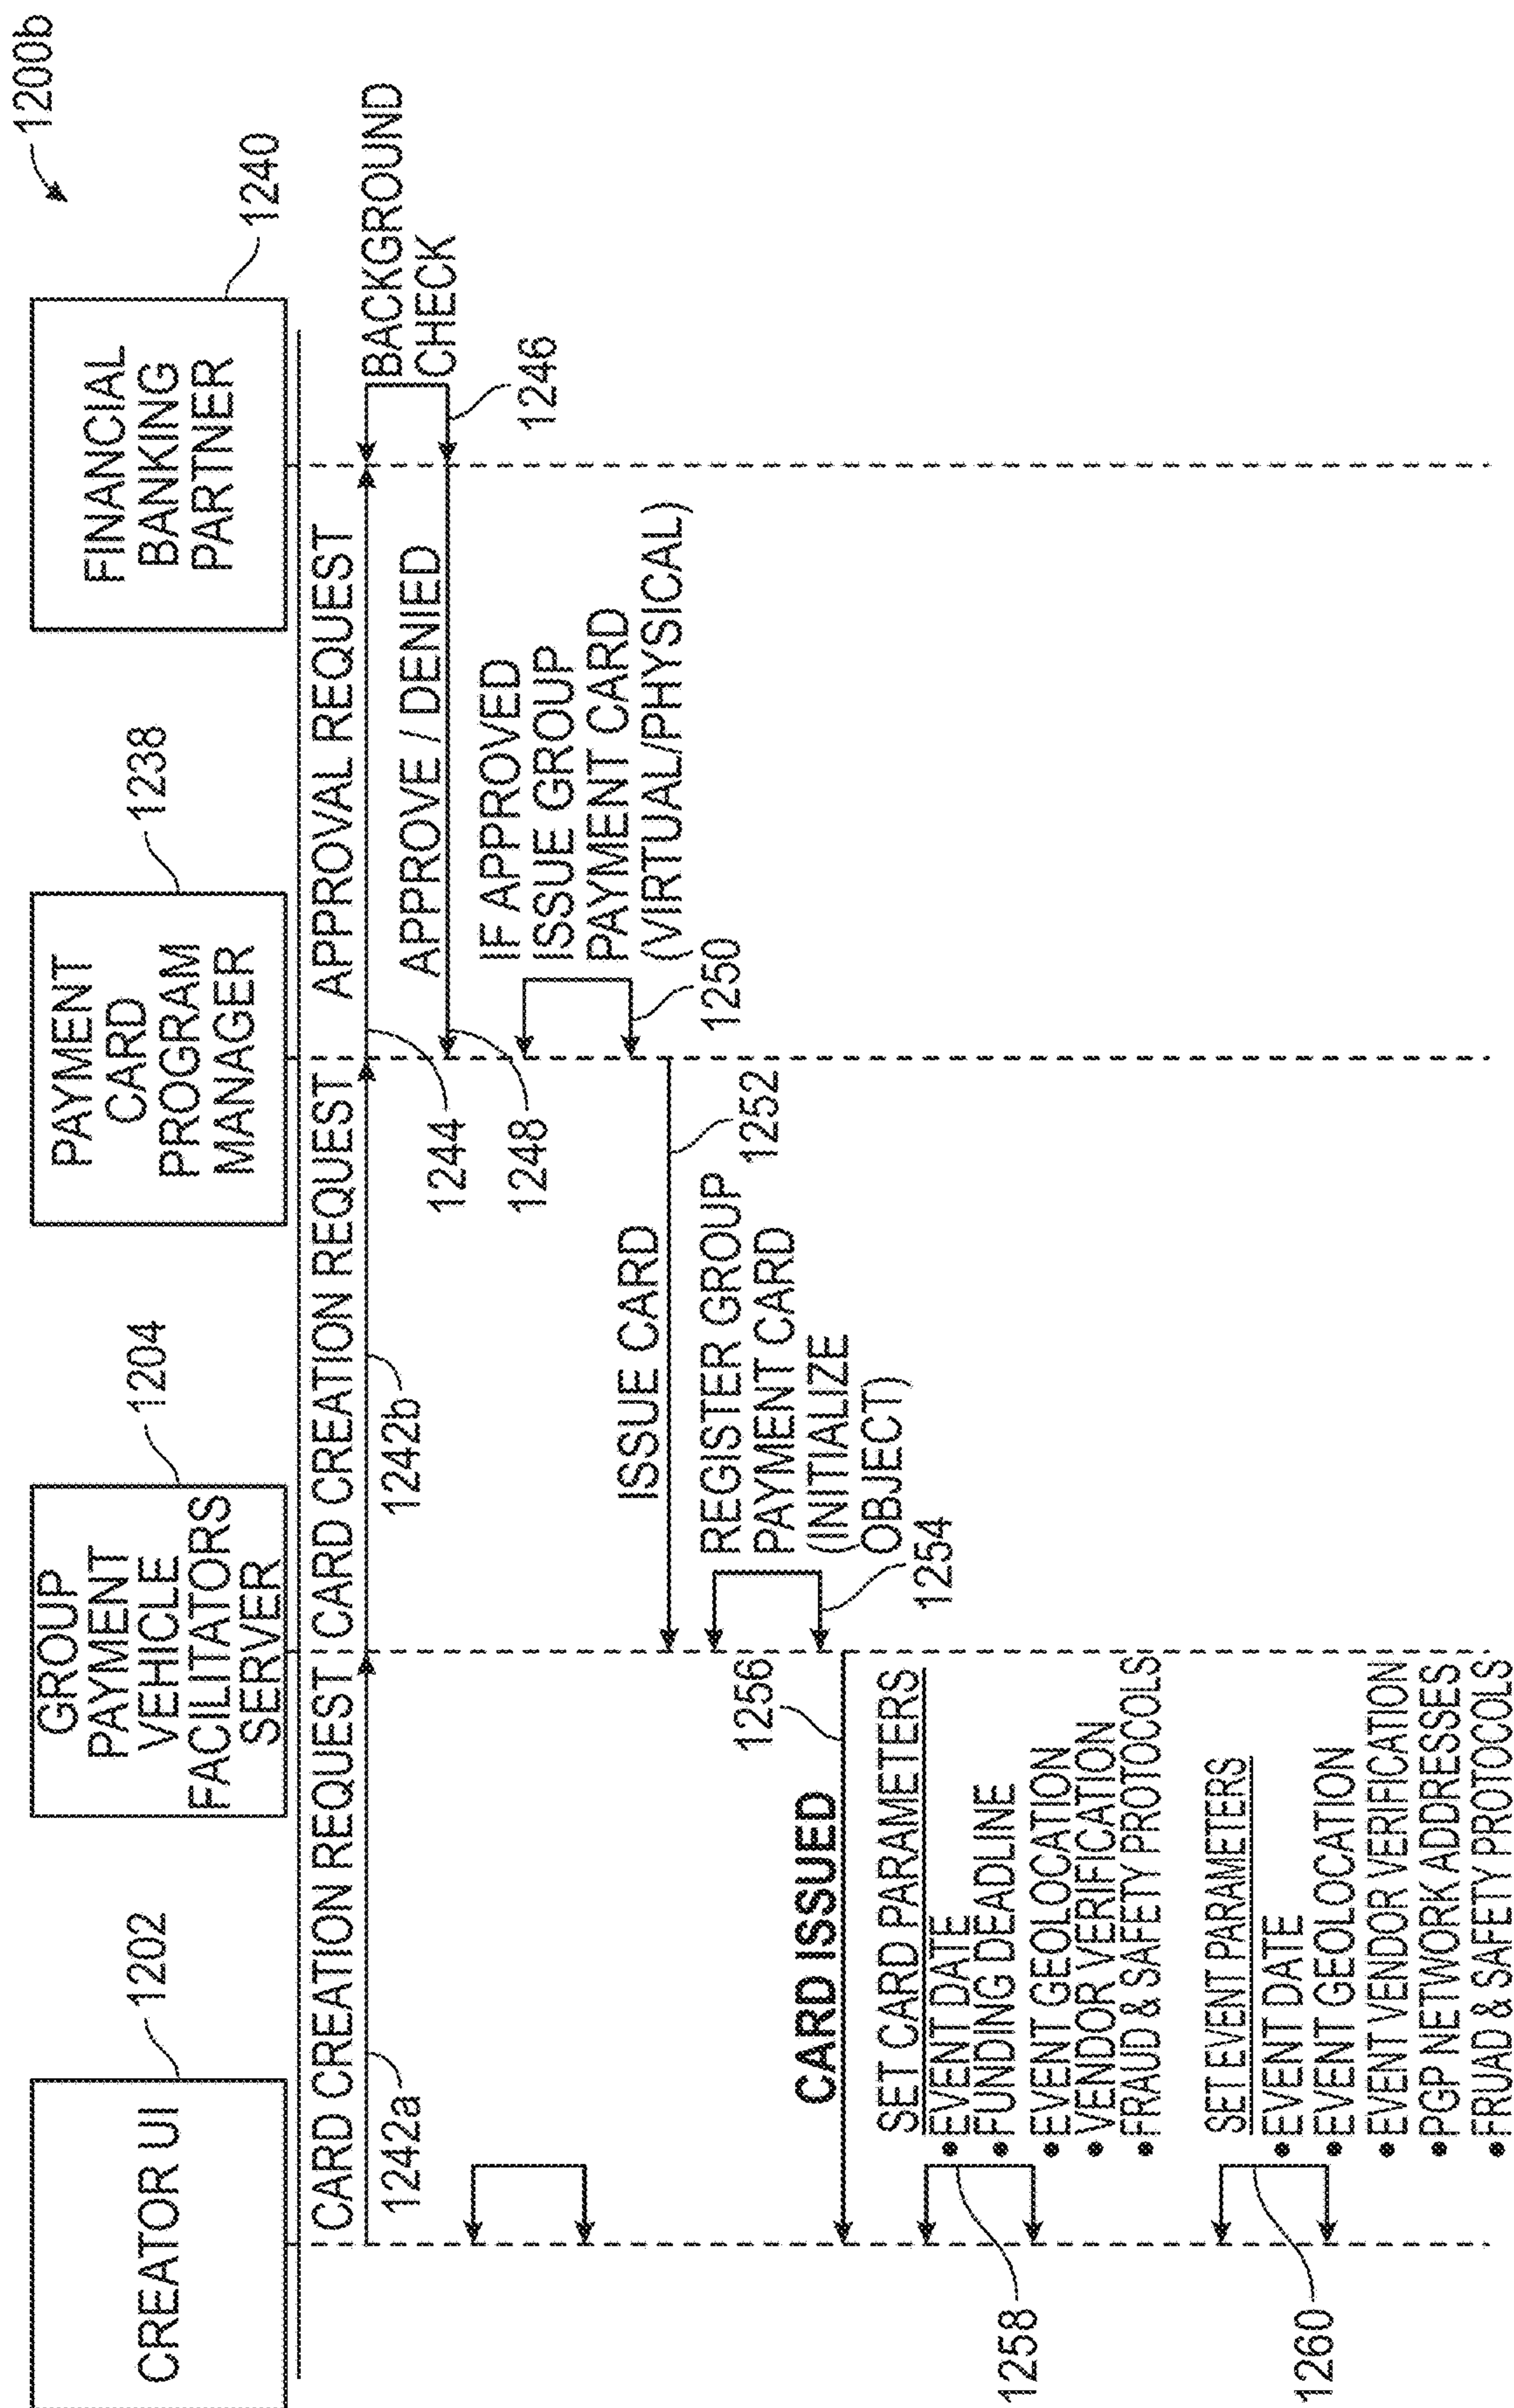 1200b
CREATOR UI
1202
GROUP
PAYMENT
VEHICLE
FACILITATORS
SERVER
1204
PAYMENT
CARD
PROGRAM
MANAGER
1238
FINANCIAL
BANKING
PARTNER
1240
CARD CREATION REQUEST
1242a
CARD CREATION REQUEST
1242b
APPROVAL REQUEST
1244
BACKGROUND
CHECK
1246
APPROVE / DENIED
1248
IF APPROVED
ISSUE GROUP
PAYMENT CARD
(VIRTUAL/PHYSICAL)
1250
ISSUE CARD
1252
REGISTER GROUP
PAYMENT CARD
(INITIALIZE
OBJECT)
1254
1256
CARD ISSUED
SET CARD PARAMETERS
• EVENT DATE
• FUNDING DEADLINE
• EVENT GEOLOCATION
• VENDOR VERIFICATION
• FRAUD & SAFETY PROTOCOLS
1258
SET EVENT PARAMETERS
• EVENT DATE
• EVENT GEOLOCATION
• EVENT VENDOR VERIFICATION
• PGP NETWORK ADDRESSES
• FRUAD & SAFETY PROTOCOLS
1260